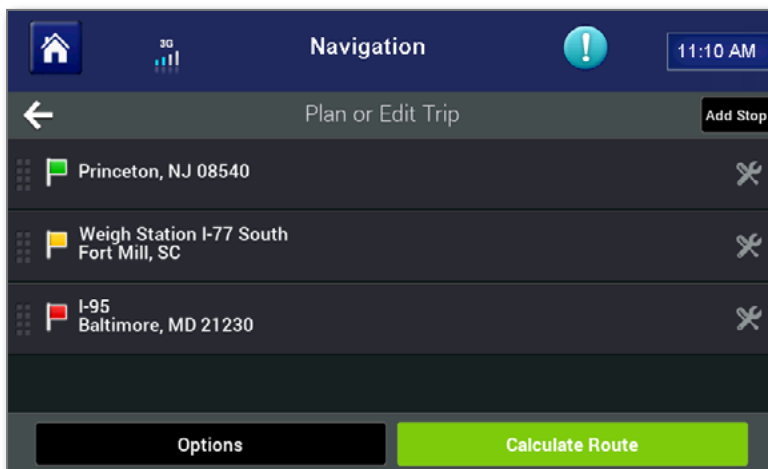 3G
Navigation
11:10 AM
Plan or Edit Trip
Add Stop
Princeton, NJ 08540
Weigh Station I-77 South
Fort Mill, SC
I-95
Baltimore, MD 21230
Options
Calculate Route